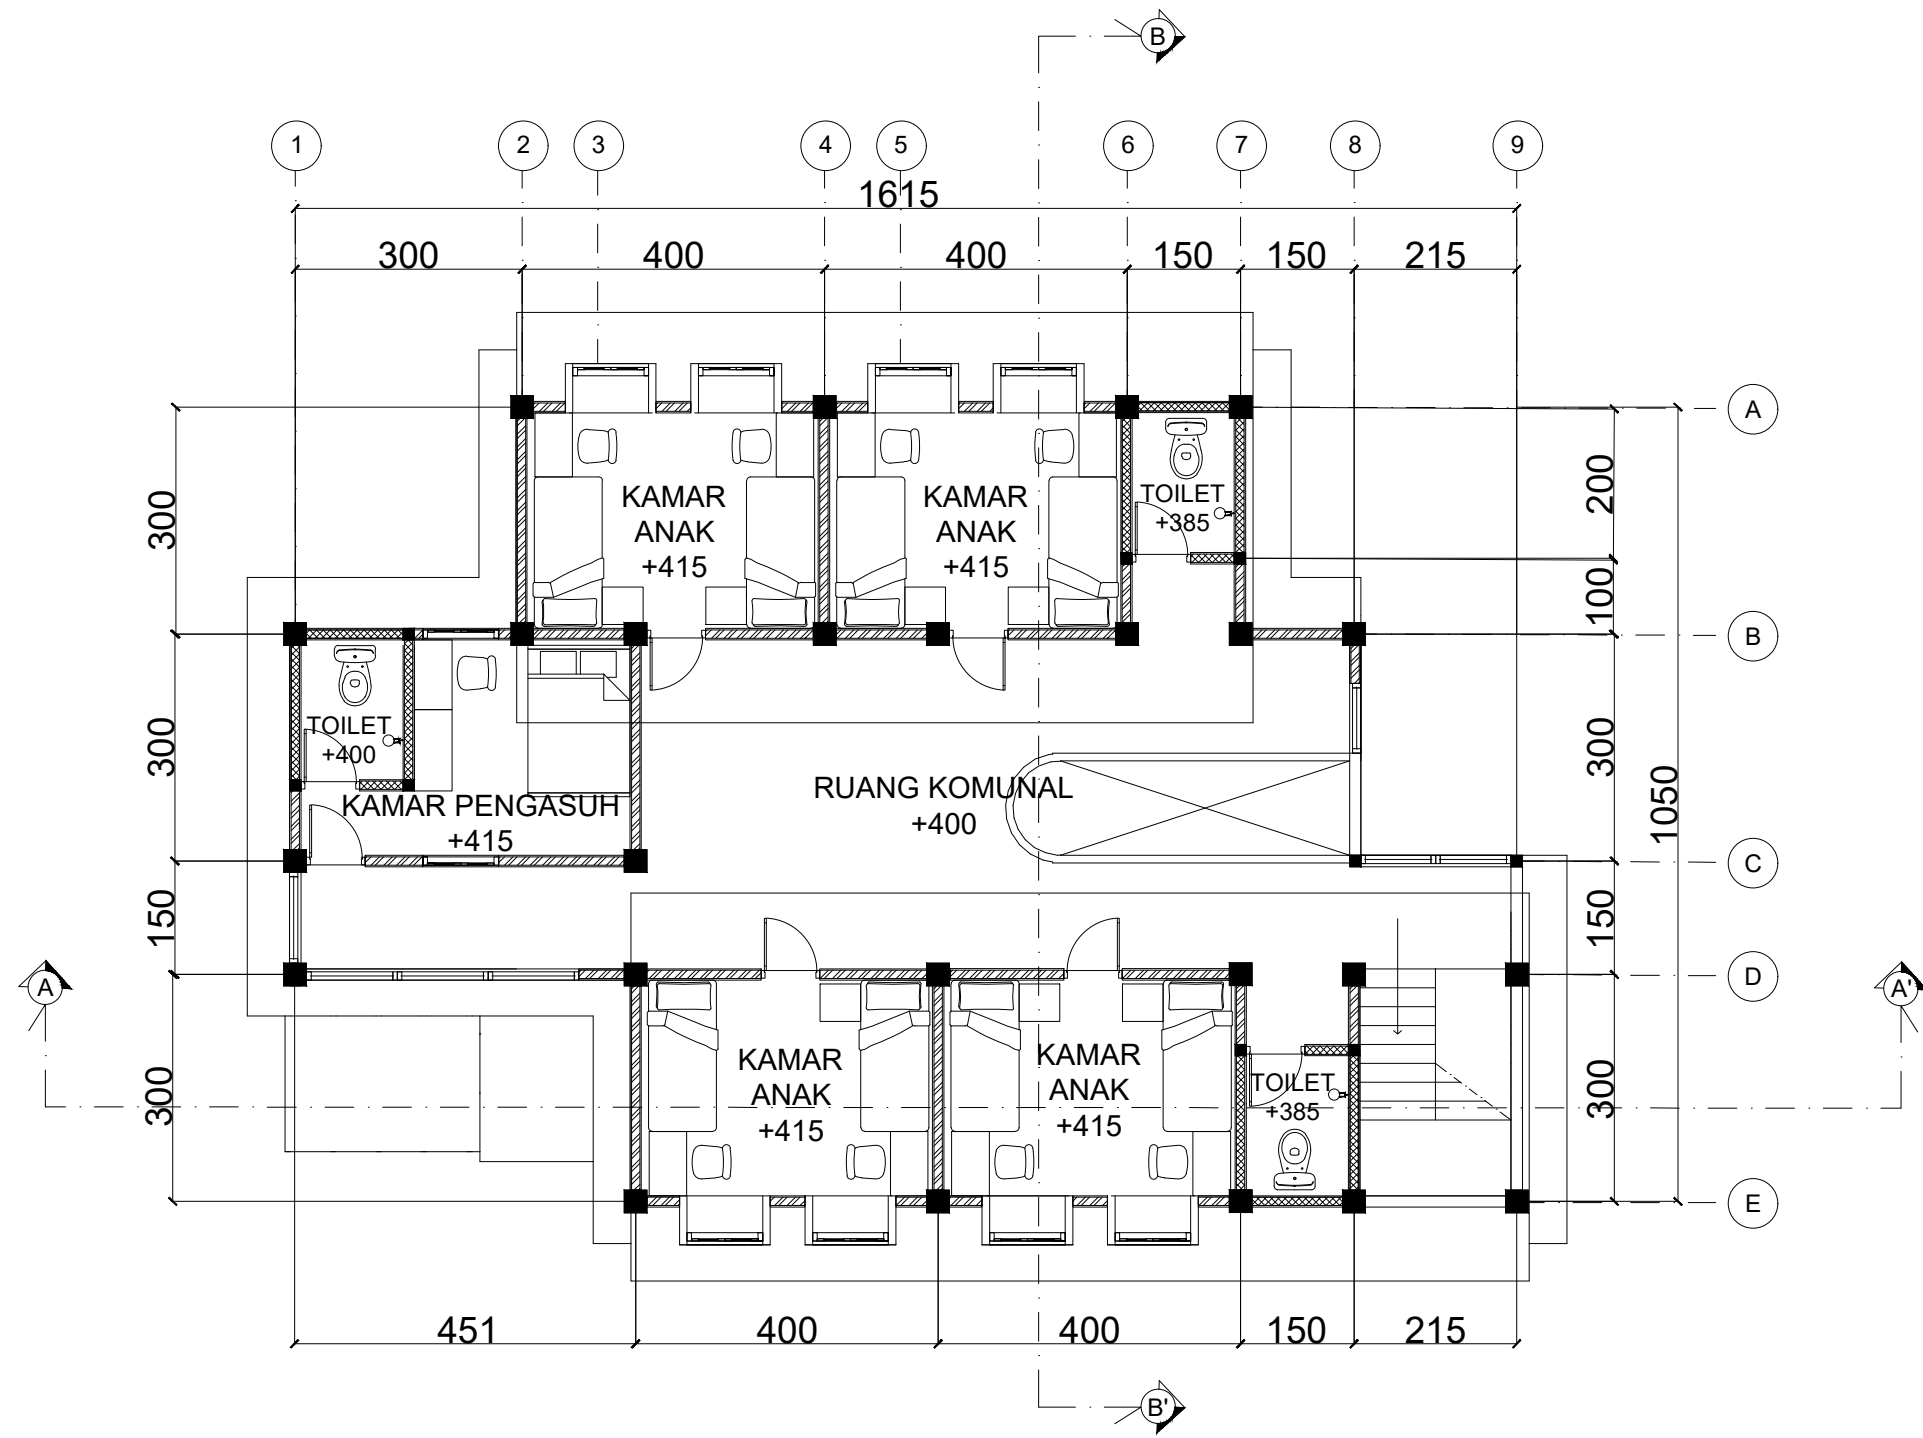 B
1
2
3
4
5
6
7
8
9
1615
300
400
400
150
150
215
A
KAMAR
ANAK
+415
KAMAR
ANAK
+415
TOILET
+385
300
200
100
B
TOILET
+400
KAMAR PENGASUH
+415
RUANG KOMUNAL
+400
300
300
1050
C
150
150
D
A
A'
KAMAR
ANAK
+415
KAMAR
ANAK
+415
TOILET
+385
300
300
E
451
400
400
150
215
B'